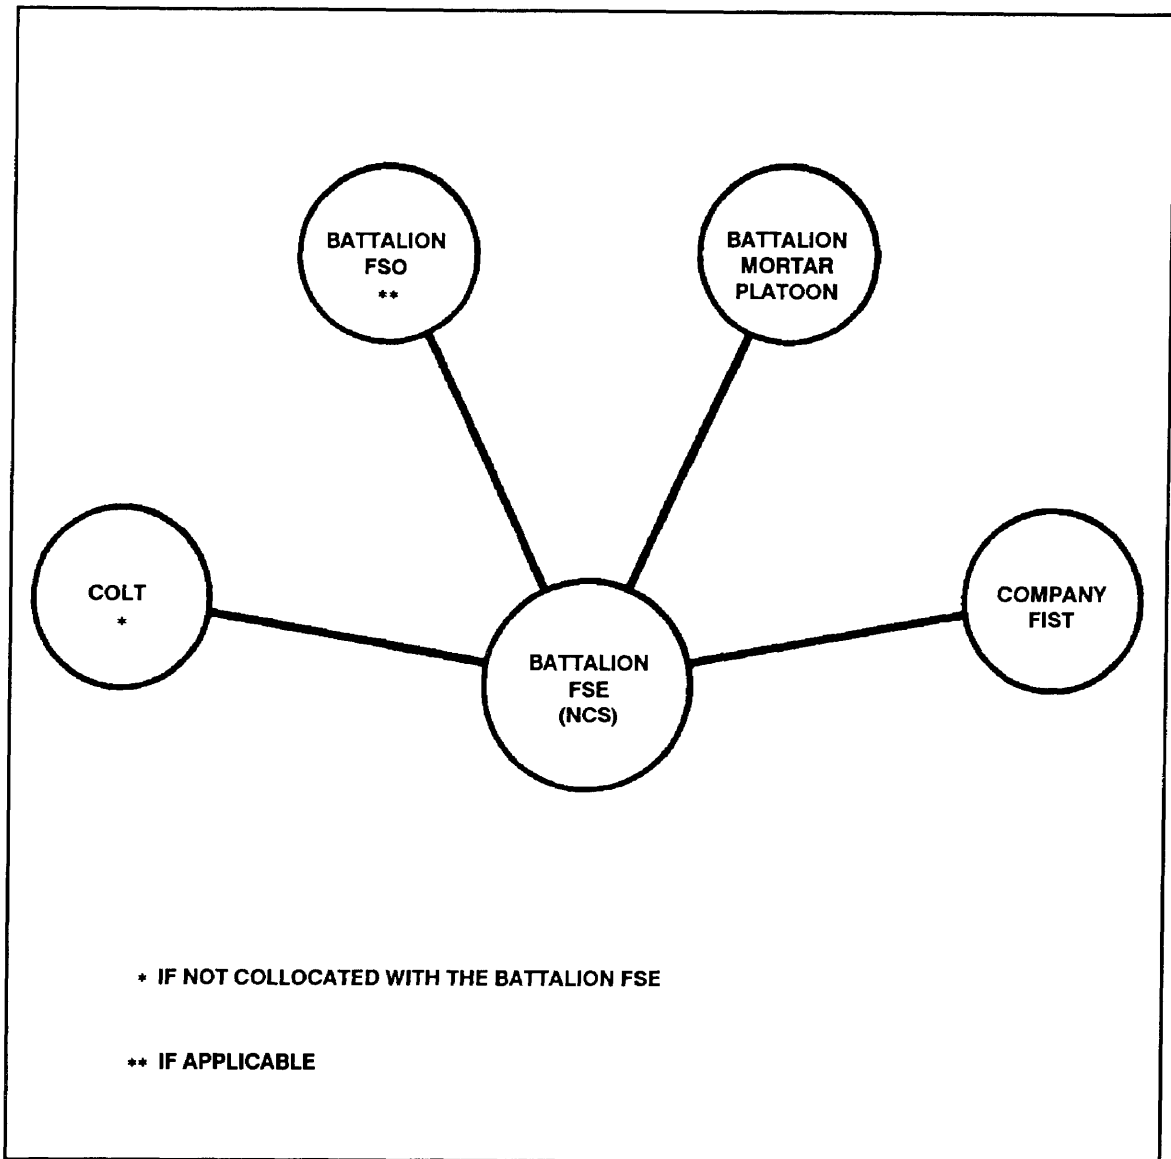 BATTALION
FSO
**
BATTALION
MORTAR
PLATOON
COLT
*
BATTALION
FSE
(NCS)
COMPANY
FIST
* IF NOT COLLOCATED WITH THE BATTALION FSE
** IF APPLICABLE